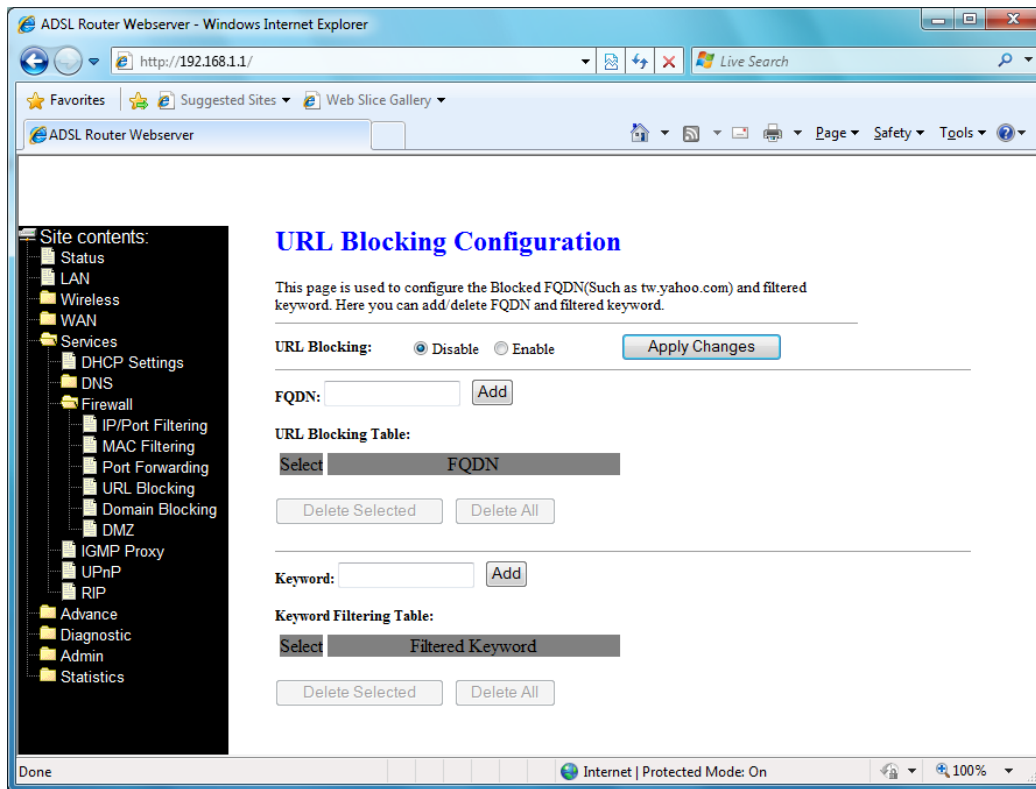 ADSL Router Webserver - Windows Internet Explorer
http://192.168.1.1/
Live Search
Favorites
Suggested Sites
Web Slice Gallery
ADSL Router Webserver
Page
Safety
Tools
Site contents:
Status
LAN
Wireless
WAN
Services
DHCP Settings
DNS
Firewall
IP/Port Filtering
MAC Filtering
Port Forwarding
URL Blocking
Domain Blocking
DMZ
IGMP Proxy
UPnP
RIP
Advance
Diagnostic
Admin
Statistics
URL Blocking Configuration
This page is used to configure the Blocked FQDN(Such as tw.yahoo.com) and filtered
keyword. Here you can add/delete FQDN and filtered keyword.
URL Blocking: Disable Enable Apply Changes
FQDN: Add
URL Blocking Table:
Select FQDN
Delete Selected Delete All
Keyword: Add
Keyword Filtering Table:
Select Filtered Keyword
Delete Selected Delete All
Done
Internet | Protected Mode: On
100%